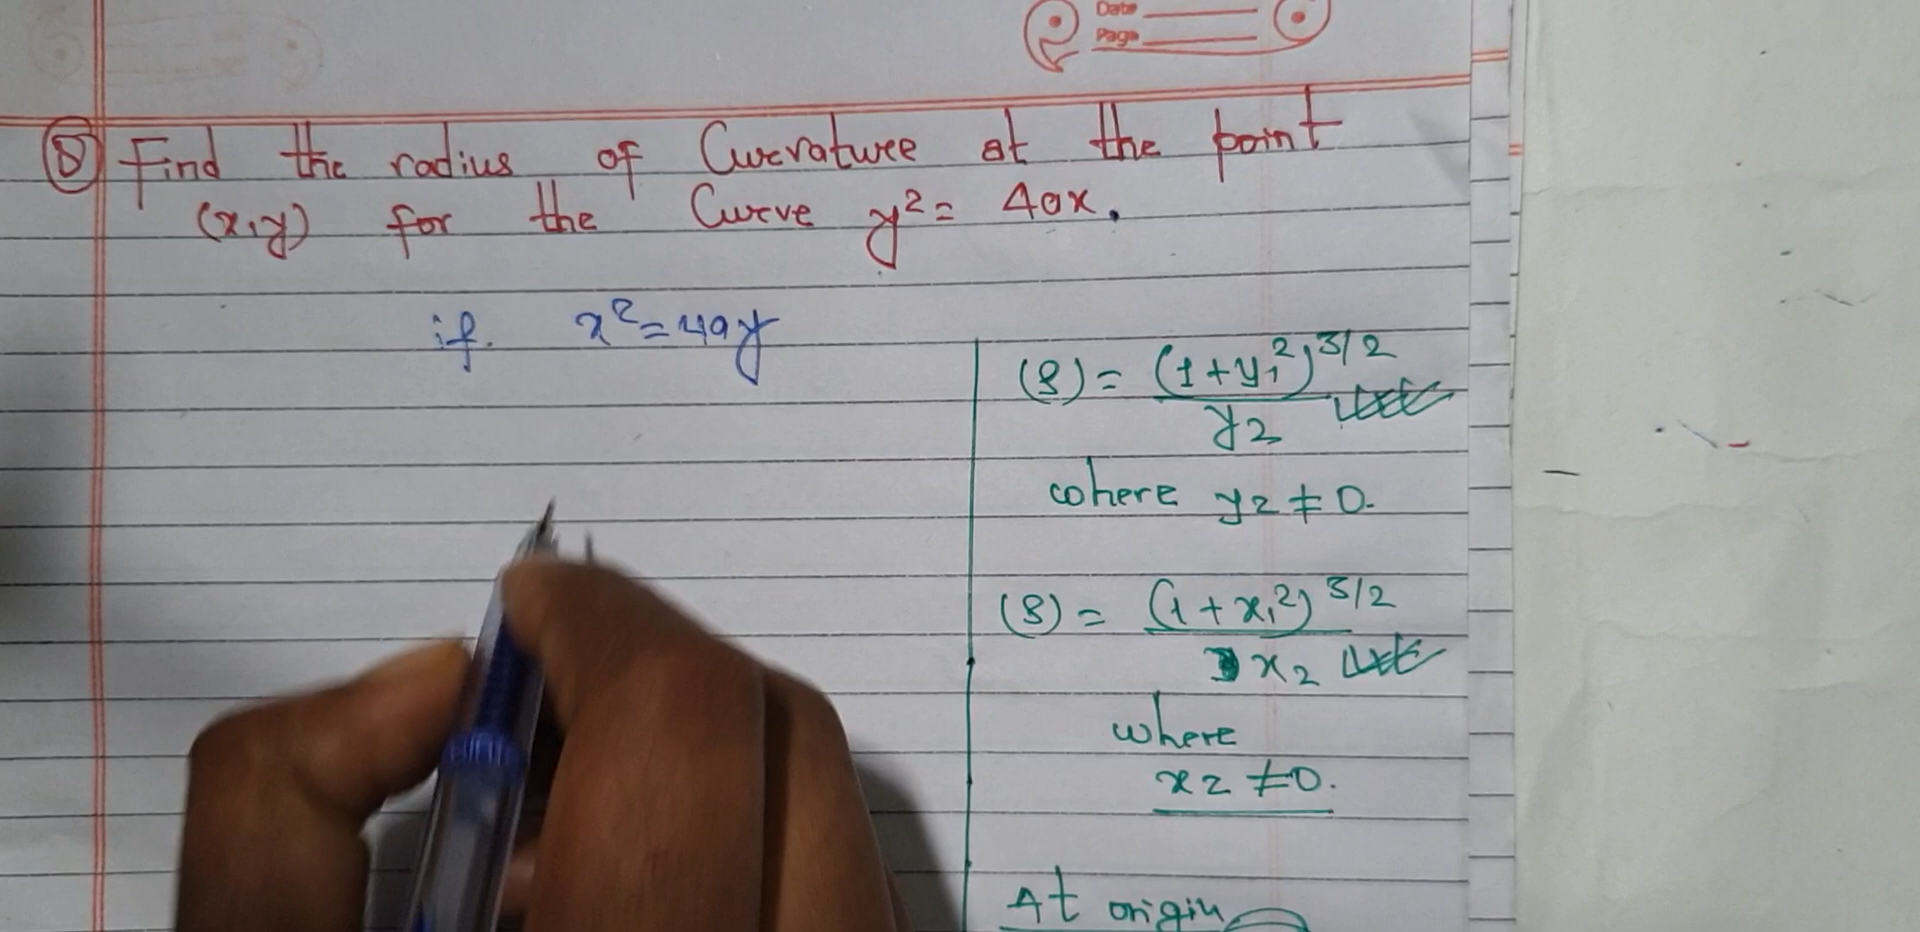 Date
Page
⑧ Find the radius of Curvature at the point
(x,y) for the Curve y² = 4ax.
if. x² = 4ay
(ρ) = (1+y₁²)^3/2 / y₂
where y₂ ≠ 0.
(ρ) = (1+x₁²)^3/2 / x₂
where
x₂ ≠ 0.
At origin